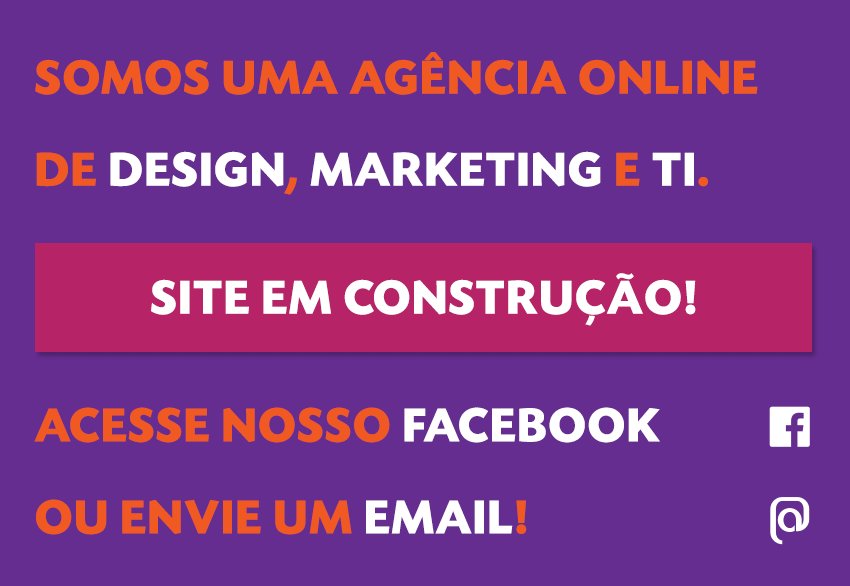 SOMOS UMA AGÊNCIA ONLINE
DE DESIGN, MARKETING E TI.
SITE EM CONSTRUÇÃO!
ACESSE NOSSO FACEBOOK
OU ENVIE UM EMAIL!